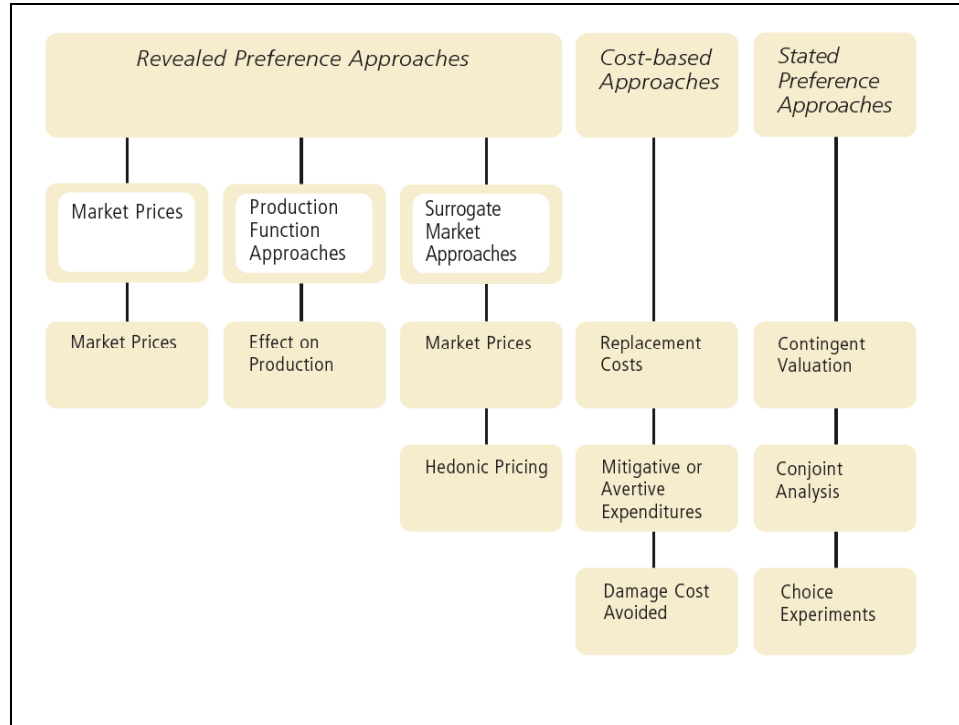 Revealed Preference Approaches
Cost-based
Approaches
Stated
Preference
Approaches
Market Prices
Production
Function
Approaches
Surrogate
Market
Approaches
Market Prices
Effect on
Production
Market Prices
Replacement
Costs
Contingent
Valuation
Hedonic Pricing
Mitigative or
Avertive
Expenditures
Conjoint
Analysis
Damage Cost
Avoided
Choice
Experiments